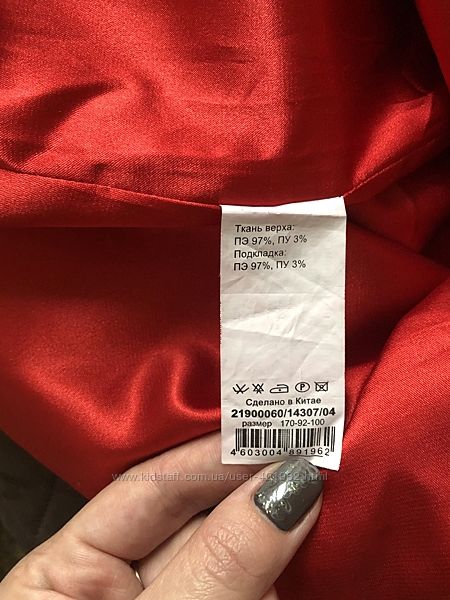 Ткань верха:
ПЭ 97%, ПУ 3%
Подкладка:
ПЭ 97%, ПУ 3%
Сделано в Китае
21900060/14307/04
размер 170-92-100
4 603004 891962